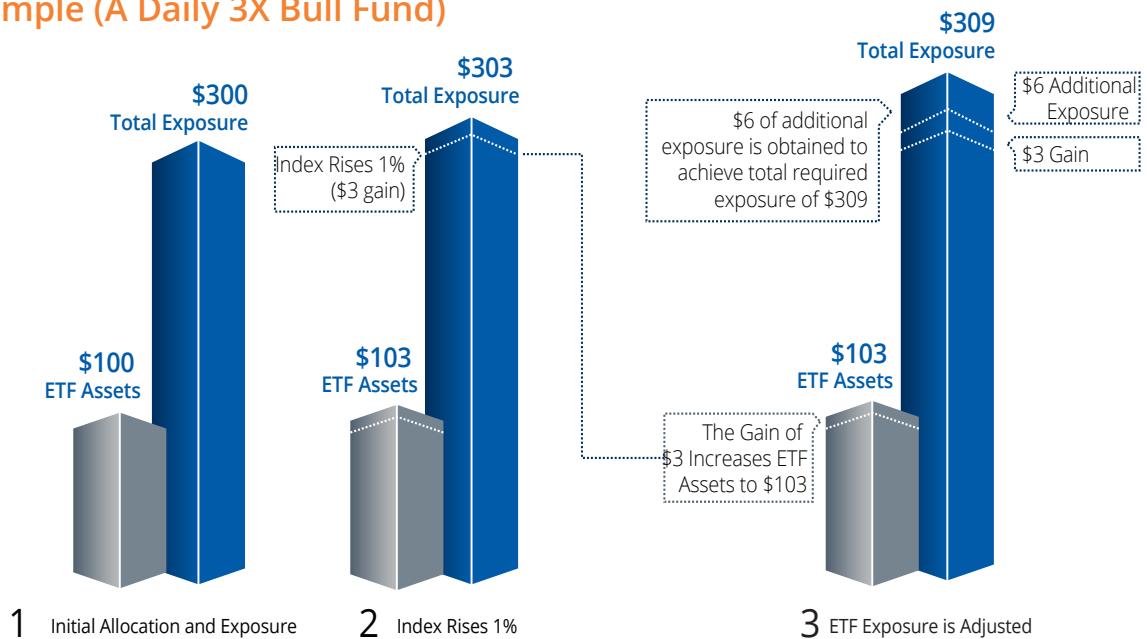 mple (A Daily 3X Bull Fund)
$300
Total Exposure
$100
ETF Assets
1 Initial Allocation and Exposure
$303
Total Exposure
Index Rises 1%
($3 gain)
$103
ETF Assets
2 Index Rises 1%
$309
Total Exposure
$6 Additional
Exposure
$3 Gain
$6 of additional
exposure is obtained to
achieve total required
exposure of $309
$103
ETF Assets
The Gain of
$3 Increases ETF
Assets to $103
3 ETF Exposure is Adjusted